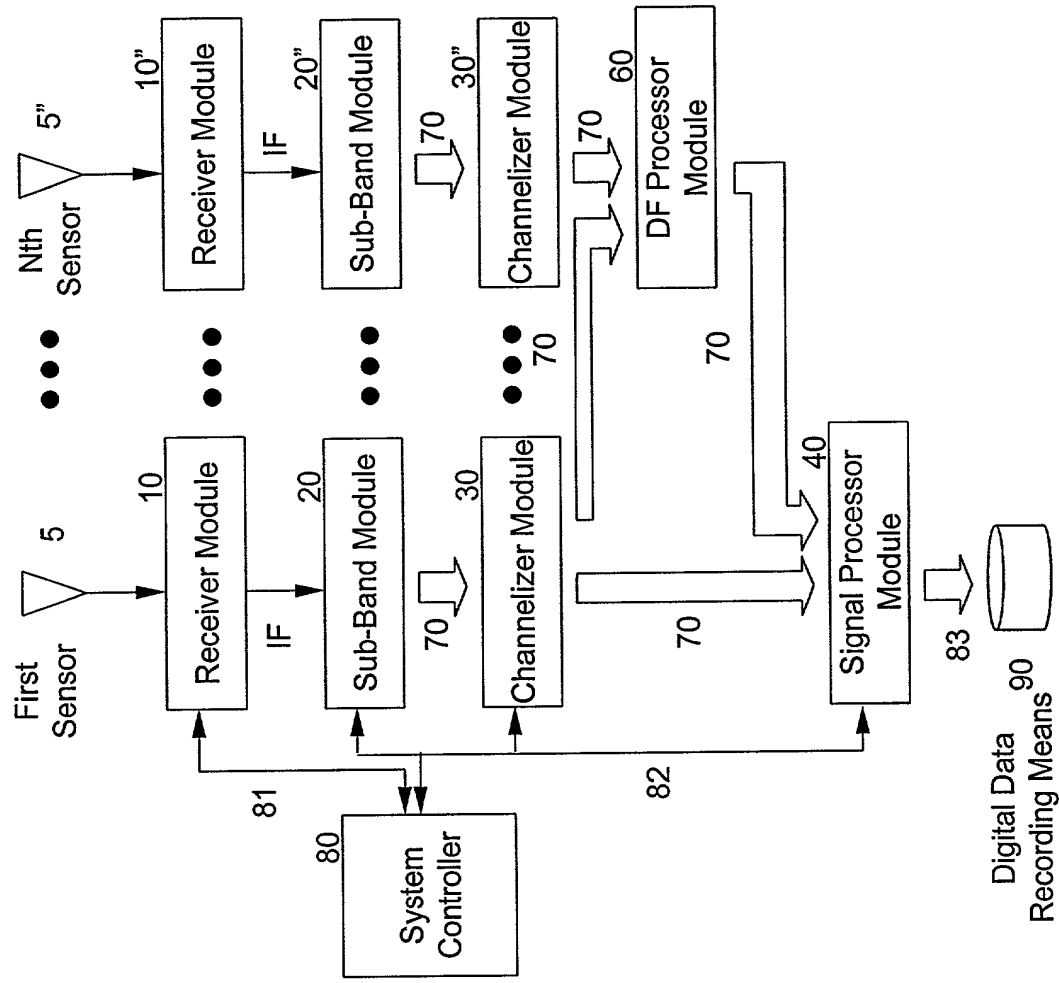 First
Sensor
5
Nth
Sensor
5”
10
Receiver Module
10”
Receiver Module
IF
IF
20
Sub-Band Module
20”
Sub-Band Module
70
70
30
Channelizer Module
30”
Channelizer Module
70
70
60
DF Processor
Module
70
70
40
Signal Processor
Module
80
System
Controller
81
82
83
90
Digital Data
Recording Means